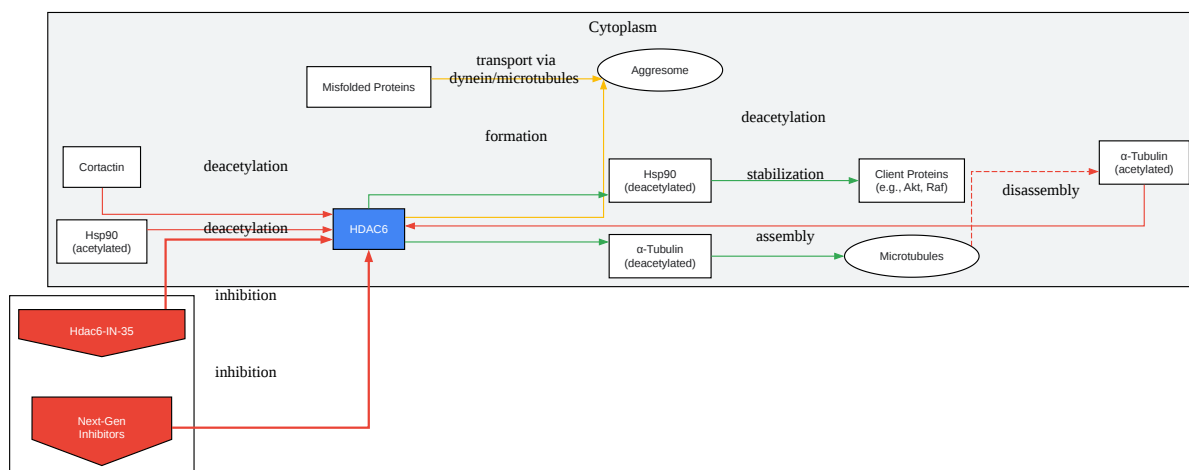 Cytoplasm
transport via
dynein/microtubules
Aggresome
Misfolded Proteins
formation
deacetylation
Cortactin
deacetylation
Hsp90
(deacetylated)
stabilization
Client Proteins
(e.g., Akt, Raf)
disassembly
α-Tubulin
(acetylated)
Hsp90
(acetylated)
deacetylation
HDAC6
α-Tubulin
(deacetylated)
assembly
Microtubules
inhibition
Hdac6-IN-35
inhibition
Next-Gen
Inhibitors